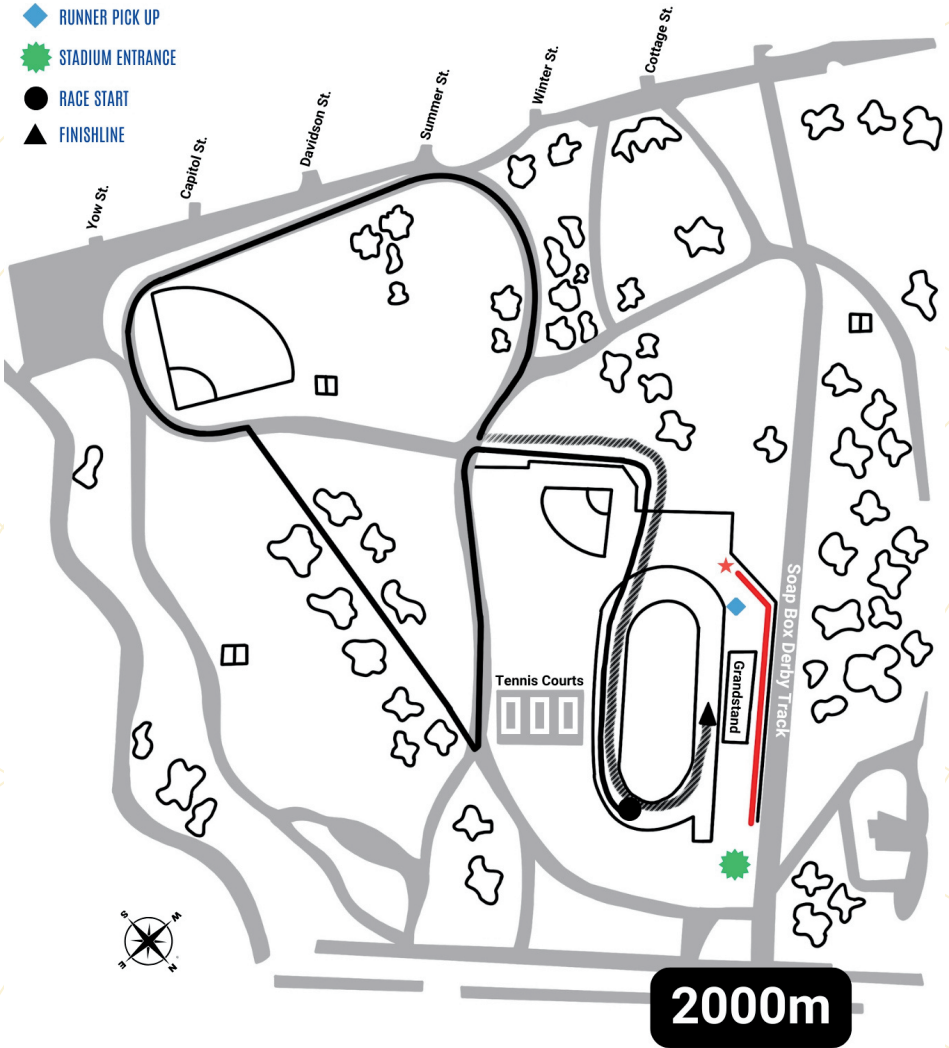 RUNNER PICK UP
STADIUM ENTRANCE
RACE START
FINISHLINE
Yow St.
Capitol St.
Davidson St.
Summer St.
Winter St.
Cottage St.
Soap Box Derby Track
Tennis Courts
Grandstand
S
W
E
N
2000m